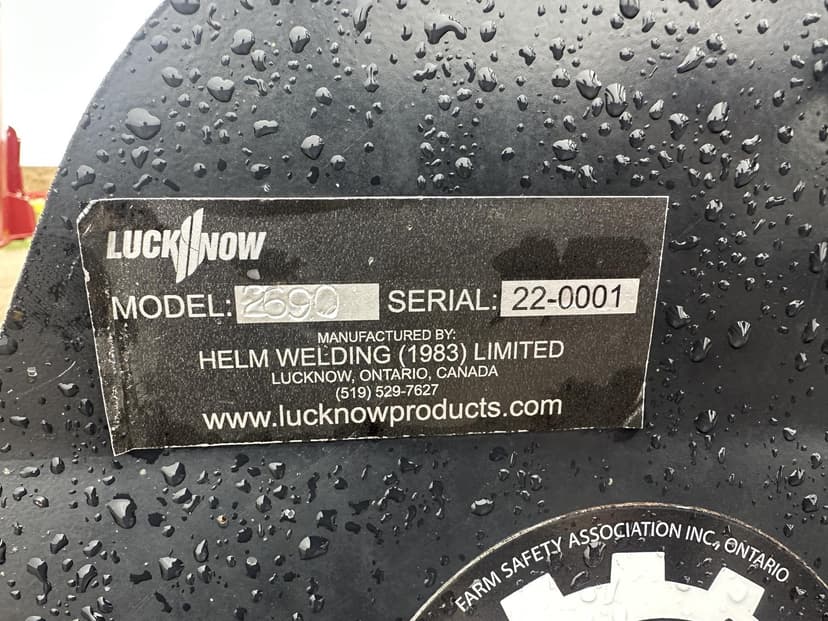 LUCKNOW
MODEL: 2690 SERIAL: 22-0001
MANUFACTURED BY:
HELM WELDING (1983) LIMITED
LUCKNOW, ONTARIO, CANADA
(519) 529-7627
www.lucknowproducts.com
FARM SAFETY ASSOCIATION INC., ONTARIO